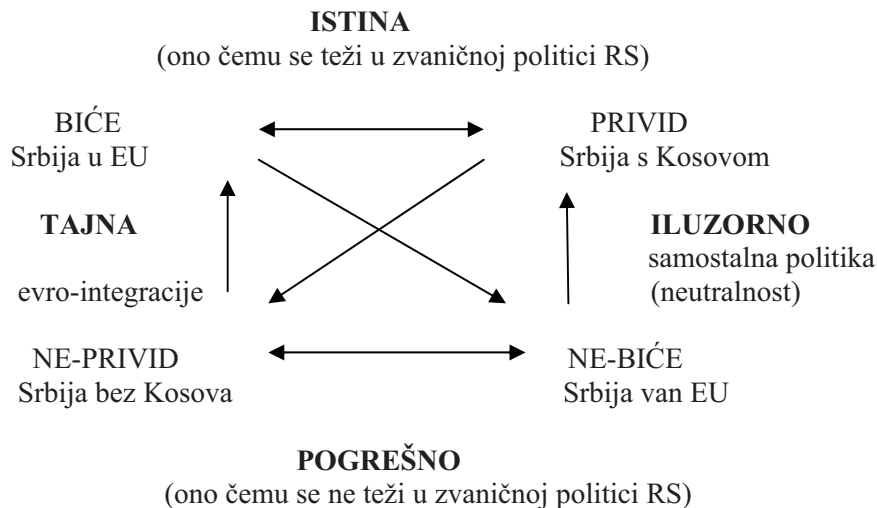 ISTINA
(ono čemu se teži u zvaničnoj politici RS)
BIĆE
PRIVID
Srbija u EU
Srbija s Kosovom
TAJNA
ILUZORNO
samostalna politika
evro-integracije
(neutralnost)
NE-PRIVID
NE-BIĆE
Srbija bez Kosova
Srbija van EU
POGREŠNO
(ono čemu se ne teži u zvaničnoj politici RS)